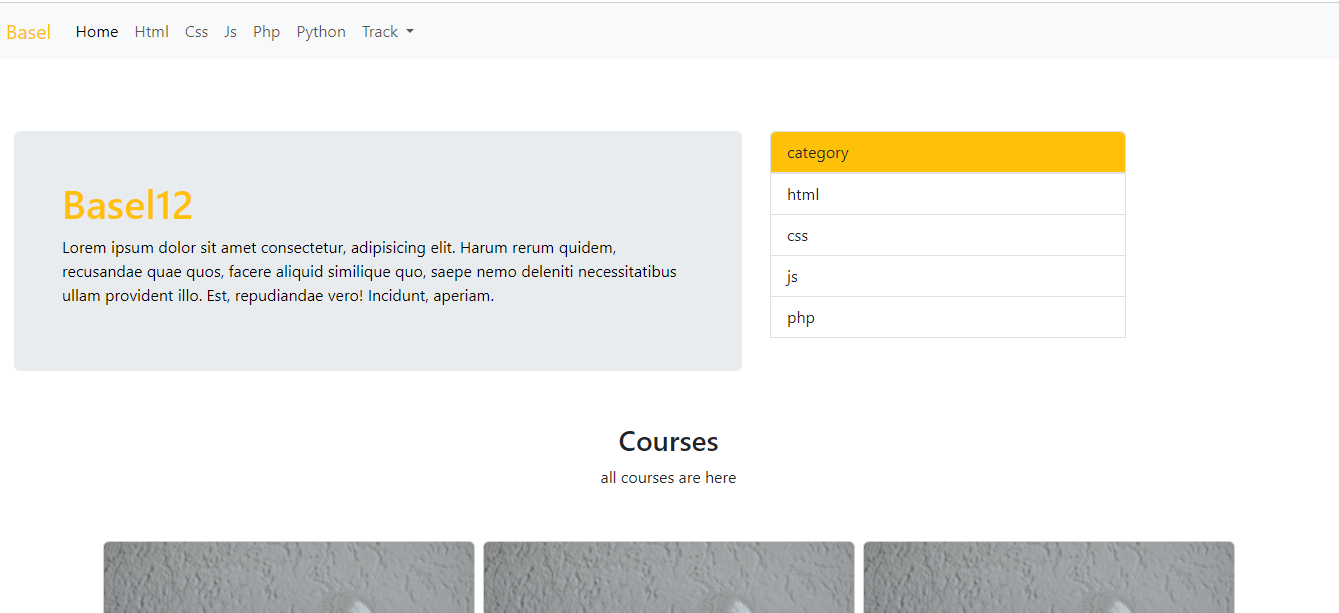 Basel Home Html Css Js Php Python Track
Basel12
Lorem ipsum dolor sit amet consectetur, adipisicing elit. Harum rerum quidem,
recusandae quae quos, facere aliquid similique quo, saepe nemo deleniti necessitatibus
ullam provident illo. Est, repudiandae vero! Incidunt, aperiam.
category
html
css
js
php
Courses
all courses are here